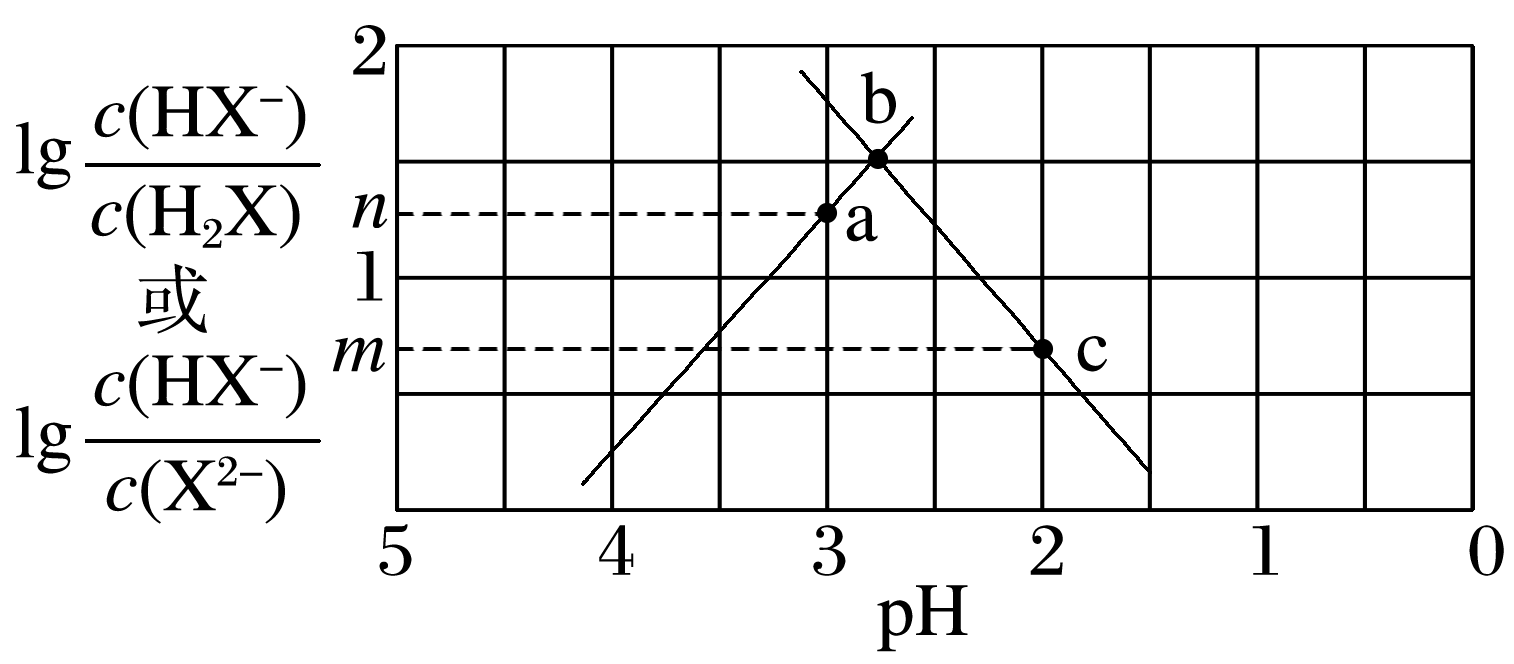 lg c(HX⁻)/c(H₂X)
或
lg c(HX⁻)/c(X²⁻)
2
n
1
m
b
a
c
5 4 3 2 1 0
pH